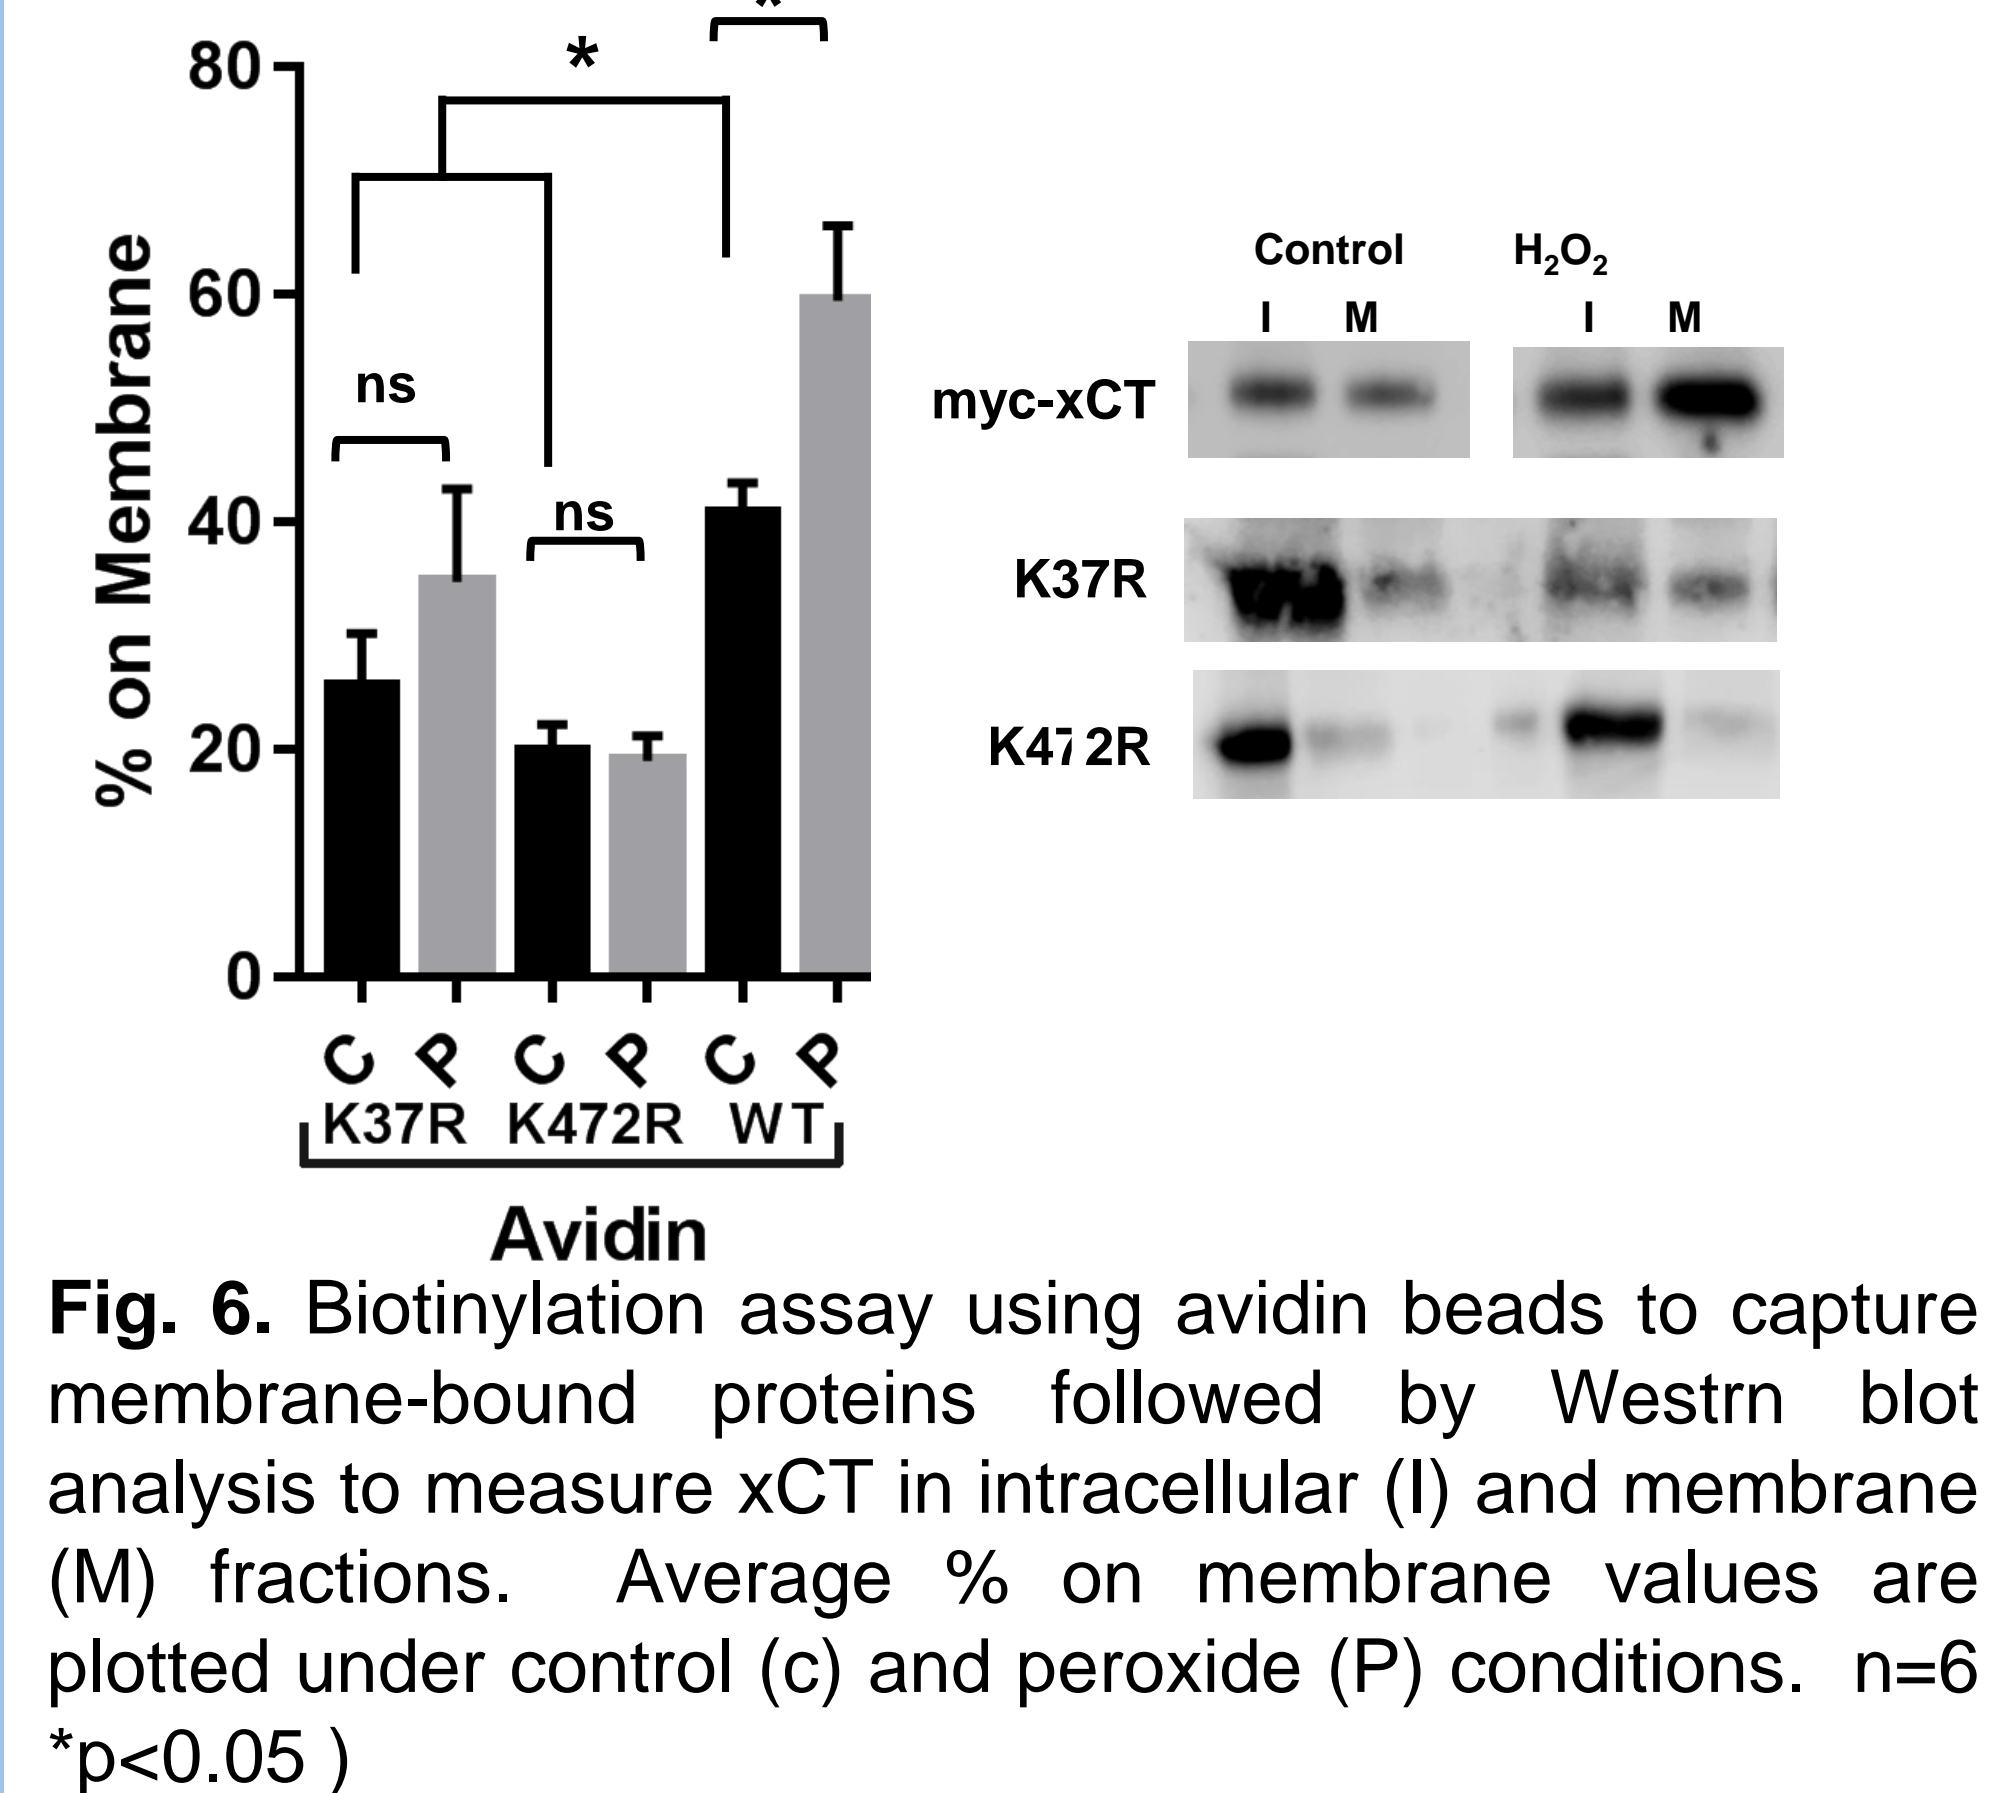 *
80
*
60
% on Membrane
ns
40
ns
20
0
C P C P C P
K37R K472R WT
Avidin
Control H₂O₂
I M I M
myc-xCT
K37R
K472R
Fig. 6. Biotinylation assay using avidin beads to capture
membrane-bound proteins followed by Westrn blot
analysis to measure xCT in intracellular (I) and membrane
(M) fractions. Average % on membrane values are
plotted under control (c) and peroxide (P) conditions. n=6
*p<0.05 )